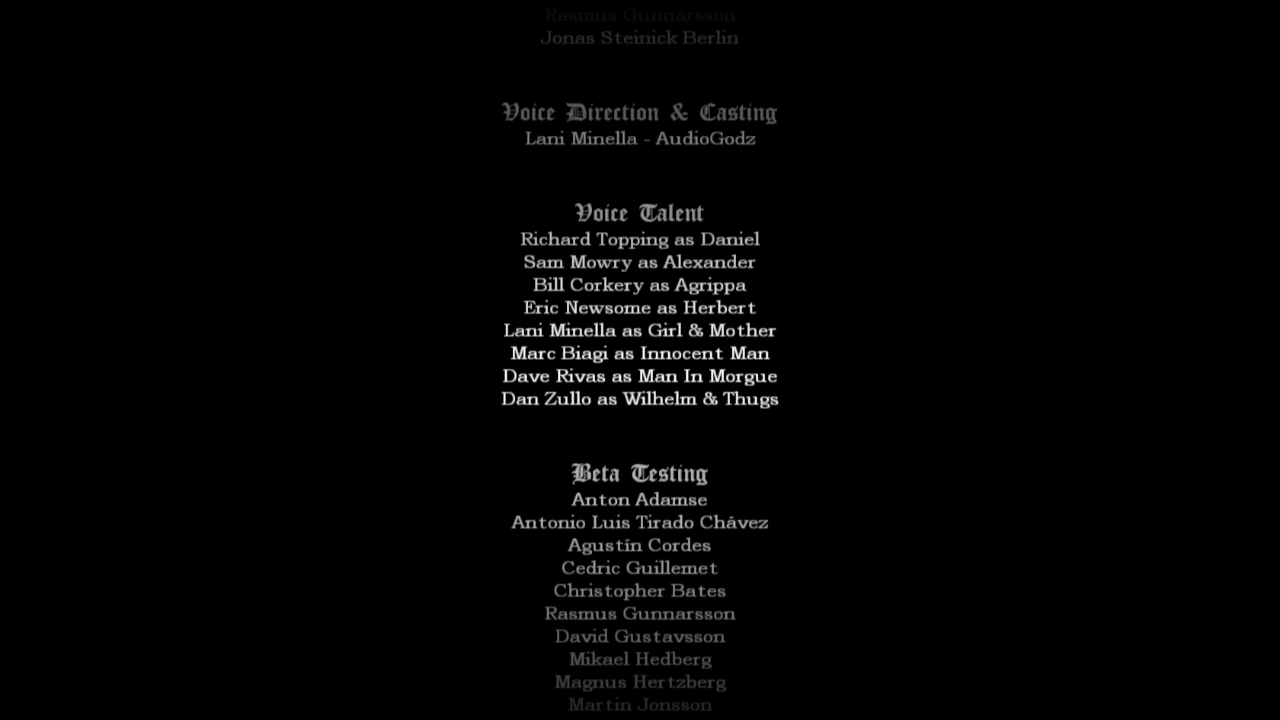 Rasmus Gunnarsson
Jonas Steinick Berlin
Voice Direction & Casting
Lani Minella - AudioGodz
Voice Talent
Richard Topping as Daniel
Sam Mowry as Alexander
Bill Corkery as Agrippa
Eric Newsome as Herbert
Lani Minella as Girl & Mother
Marc Biagi as Innocent Man
Dave Rivas as Man In Morgue
Dan Zullo as Wilhelm & Thugs
Beta Testing
Anton Adamse
Antonio Luis Tirado Chávez
Agustín Cordes
Cedric Guillemet
Christopher Bates
Rasmus Gunnarsson
David Gustavsson
Mikael Hedberg
Magnus Hertzberg
Martin Jonsson